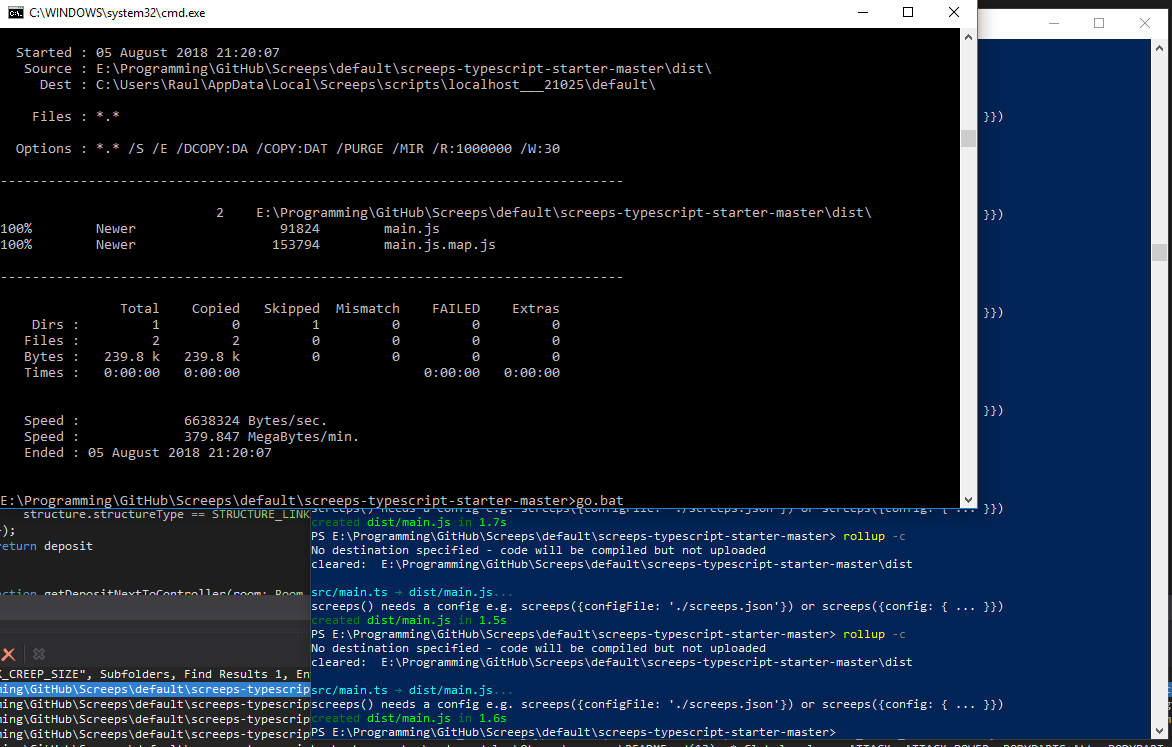 C:\WINDOWS\system32\cmd.exe
Started : 05 August 2018 21:20:07
Source : E:\Programming\GitHub\Screeps\default\screeps-typescript-starter-master\dist\
Dest : C:\Users\Raul\AppData\Local\Screeps\scripts\localhost___21025\default\
Files : *.*
Options : *.* /S /E /DCOPY:DA /COPY:DAT /PURGE /MIR /R:1000000 /W:30
------------------------------------------------------------------------------
2 E:\Programming\GitHub\Screeps\default\screeps-typescript-starter-master\dist\
100% Newer 91824 main.js
100% Newer 153794 main.js.map.js
------------------------------------------------------------------------------
Total Copied Skipped Mismatch FAILED Extras
Dirs : 1 0 1 0 0 0
Files : 2 2 0 0 0 0
Bytes : 239.8 k 239.8 k 0 0 0 0
Times : 0:00:00 0:00:00 0:00:00 0:00:00
Speed : 6638324 Bytes/sec.
Speed : 379.847 MegaBytes/min.
Ended : 05 August 2018 21:20:07
E:\Programming\GitHub\Screeps\default\screeps-typescript-starter-master>go.bat
}})
}})
}})
}})
screeps() needs a config e.g. screeps({configFile: './screeps.json'}) or screeps({config: { ... }})
created dist/main.js in 1.7s
PS E:\Programming\GitHub\Screeps\default\screeps-typescript-starter-master> rollup -c
No destination specified - code will be compiled but not uploaded
cleared: E:\Programming\GitHub\Screeps\default\screeps-typescript-starter-master\dist
src/main.ts → dist/main.js...
screeps() needs a config e.g. screeps({configFile: './screeps.json'}) or screeps({config: { ... }})
created dist/main.js in 1.5s
PS E:\Programming\GitHub\Screeps\default\screeps-typescript-starter-master> rollup -c
No destination specified - code will be compiled but not uploaded
cleared: E:\Programming\GitHub\Screeps\default\screeps-typescript-starter-master\dist
src/main.ts → dist/main.js...
screeps() needs a config e.g. screeps({configFile: './screeps.json'}) or screeps({config: { ... }})
created dist/main.js in 1.6s
PS E:\Programming\GitHub\Screeps\default\screeps-typescript-starter-master>
structure.structureType == STRUCTURE_LINK
);
return deposit
ction getDepositNextToController(room: Room
K_CREEP_SIZE", Subfolders, Find Results 1, En
ming\GitHub\Screeps\default\screeps-typescrip
ming\GitHub\Screeps\default\screeps-typescrip
ming\GitHub\Screeps\default\screeps-typescrip
ming\GitHub\Screeps\default\screeps-typescrip